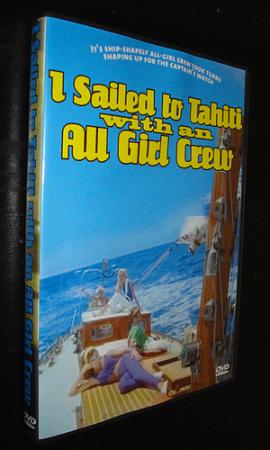 IT'S SHIP-SHAPELY ALL-GIRL CREW TOOK TURNS
SHAPING UP FOR THE CAPTAIN'S WATCH
I Sailed to Tahiti
with an
All Girl Crew
I Sailed to Tahiti with an All Girl Crew
DVD
DVD